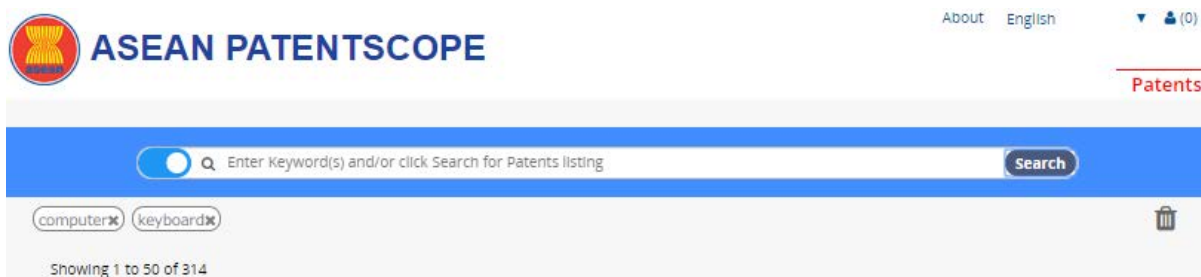 About English ▼ (0)
asean
ASEAN PATENTSCOPE
Patents
Enter Keyword(s) and/or click Search for Patents listing Search
computer✖ keyboard✖
Showing 1 to 50 of 314